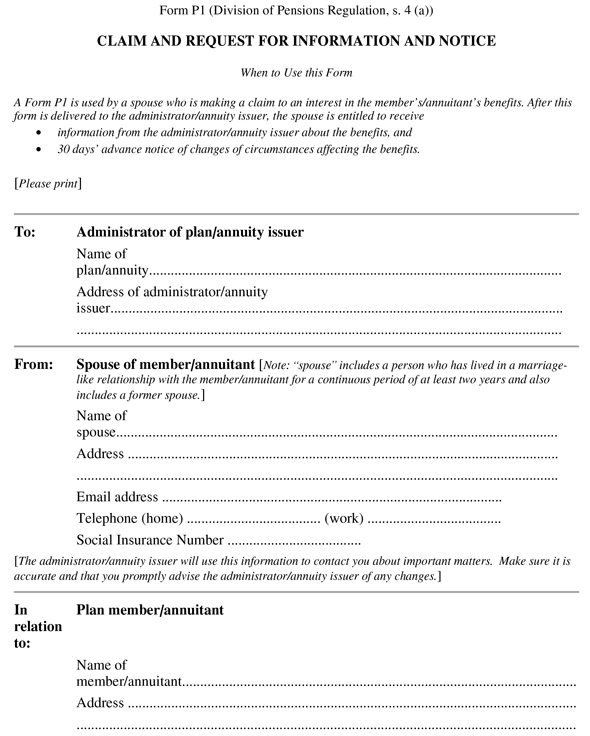 Form P1 (Division of Pensions Regulation, s. 4 (a))
CLAIM AND REQUEST FOR INFORMATION AND NOTICE
When to Use this Form
A Form P1 is used by a spouse who is making a claim to an interest in the member's/annuitant's benefits. After this
form is delivered to the administrator/annuity issuer, the spouse is entitled to receive
• information from the administrator/annuity issuer about the benefits, and
• 30 days' advance notice of changes of circumstances affecting the benefits.
[Please print]
To: Administrator of plan/annuity issuer
Name of
plan/annuity................................................................................................................
Address of administrator/annuity
issuer...........................................................................................................................
....................................................................................................................................
From: Spouse of member/annuitant [Note: “spouse” includes a person who has lived in a marriage-
like relationship with the member/annuitant for a continuous period of at least two years and also
includes a former spouse.]
Name of
spouse........................................................................................................................
Address .....................................................................................................................
...................................................................................................................................
Email address ............................................................................................
Telephone (home) .................................... (work) ....................................
Social Insurance Number ....................................
[The administrator/annuity issuer will use this information to contact you about important matters.  Make sure it is
accurate and that you promptly advise the administrator/annuity issuer of any changes.]
In Plan member/annuitant
relation
to:
Name of
member/annuitant...........................................................................................................
Address ..........................................................................................................................
........................................................................................................................................